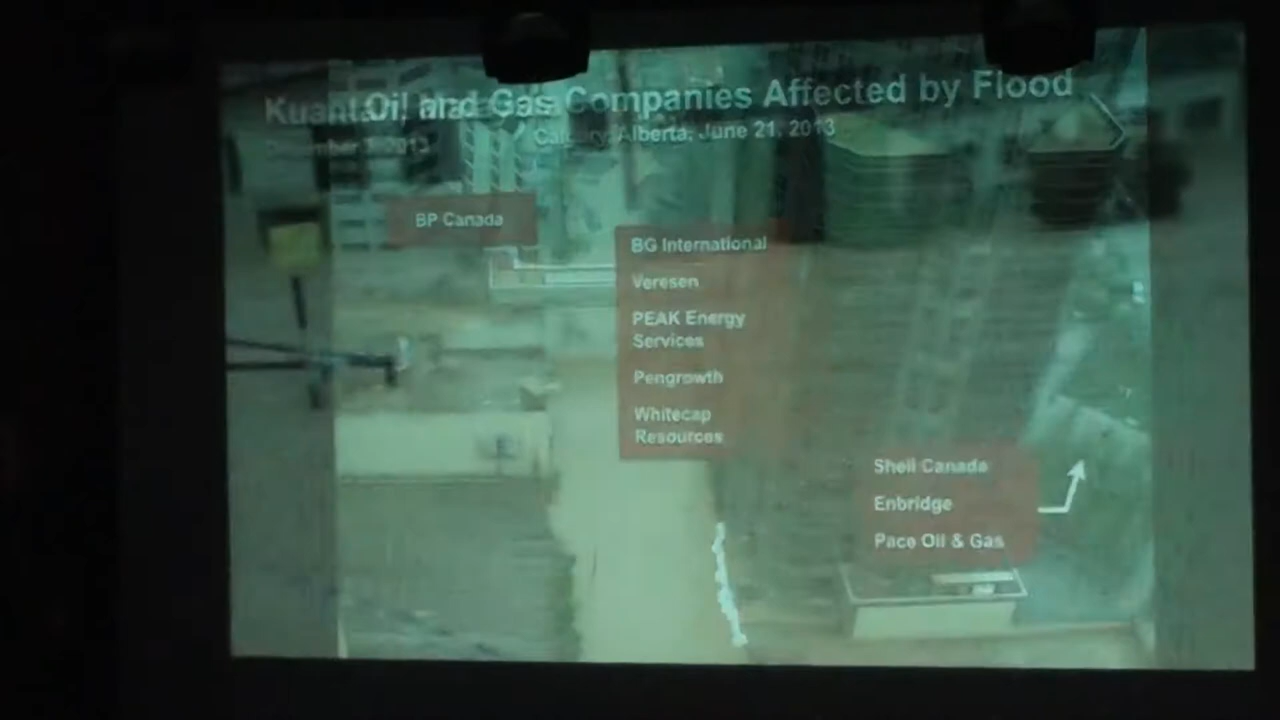 Oil and Gas Companies Affected by Flood
Calgary, Alberta, June 21, 2013
BP Canada
BG International
Veresen
PEAK Energy
Services
Pengrowth
Whitecap
Resources
Shell Canada
Enbridge
Pace Oil & Gas